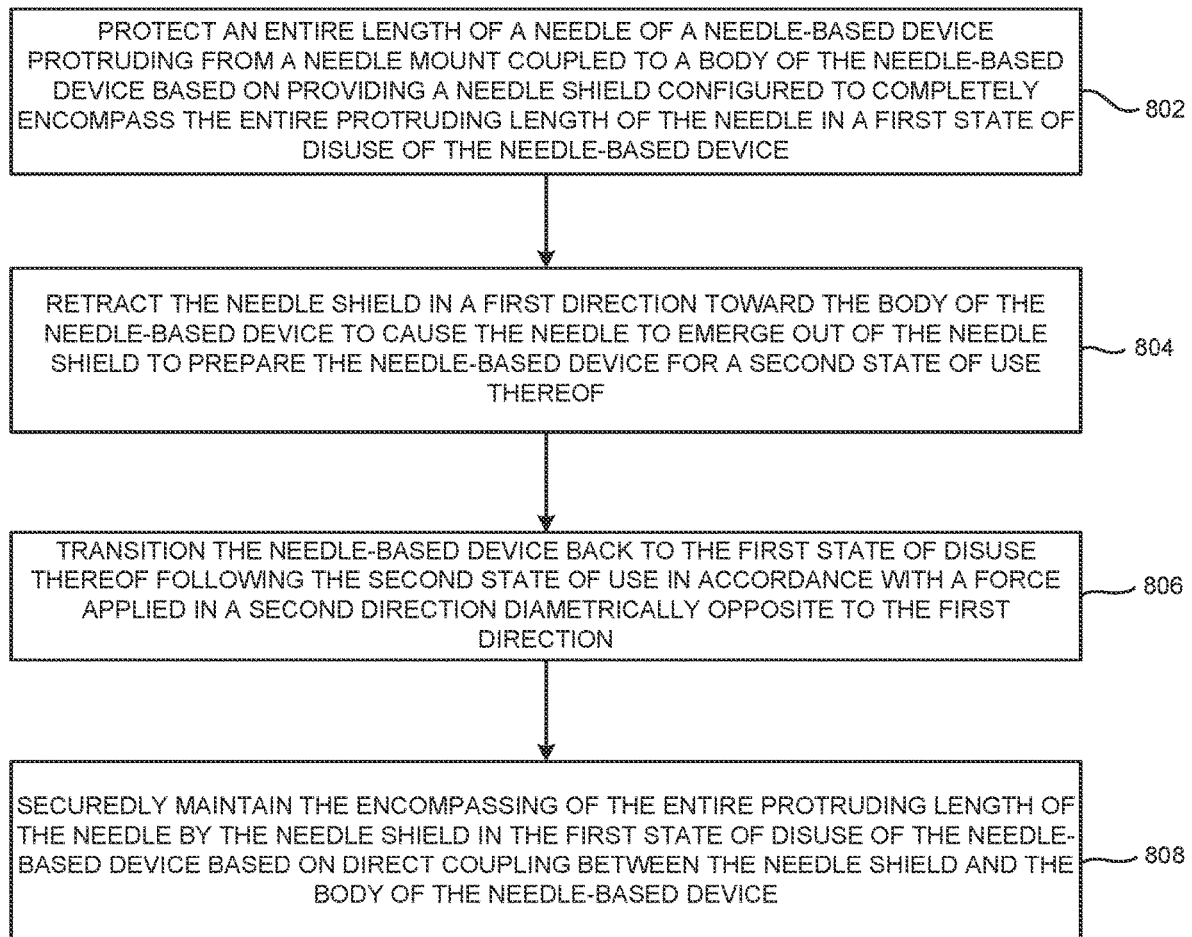 PROTECT AN ENTIRE LENGTH OF A NEEDLE OF A NEEDLE-BASED DEVICE
PROTRUDING FROM A NEEDLE MOUNT COUPLED TO A BODY OF THE NEEDLE-BASED
DEVICE BASED ON PROVIDING A NEEDLE SHIELD CONFIGURED TO COMPLETELY
ENCOMPASS THE ENTIRE PROTRUDING LENGTH OF THE NEEDLE IN A FIRST STATE OF
DISUSE OF THE NEEDLE-BASED DEVICE
802
RETRACT THE NEEDLE SHIELD IN A FIRST DIRECTION TOWARD THE BODY OF THE
NEEDLE-BASED DEVICE TO CAUSE THE NEEDLE TO EMERGE OUT OF THE NEEDLE
SHIELD TO PREPARE THE NEEDLE-BASED DEVICE FOR A SECOND STATE OF USE
THEREOF
804
TRANSITION THE NEEDLE-BASED DEVICE BACK TO THE FIRST STATE OF DISUSE
THEREOF FOLLOWING THE SECOND STATE OF USE IN ACCORDANCE WITH A FORCE
APPLIED IN A SECOND DIRECTION DIAMETRICALLY OPPOSITE TO THE FIRST
DIRECTION
806
SECUREDLY MAINTAIN THE ENCOMPASSING OF THE ENTIRE PROTRUDING LENGTH OF
THE NEEDLE BY THE NEEDLE SHIELD IN THE FIRST STATE OF DISUSE OF THE NEEDLE-
BASED DEVICE BASED ON DIRECT COUPLING BETWEEN THE NEEDLE SHIELD AND THE
BODY OF THE NEEDLE-BASED DEVICE
808